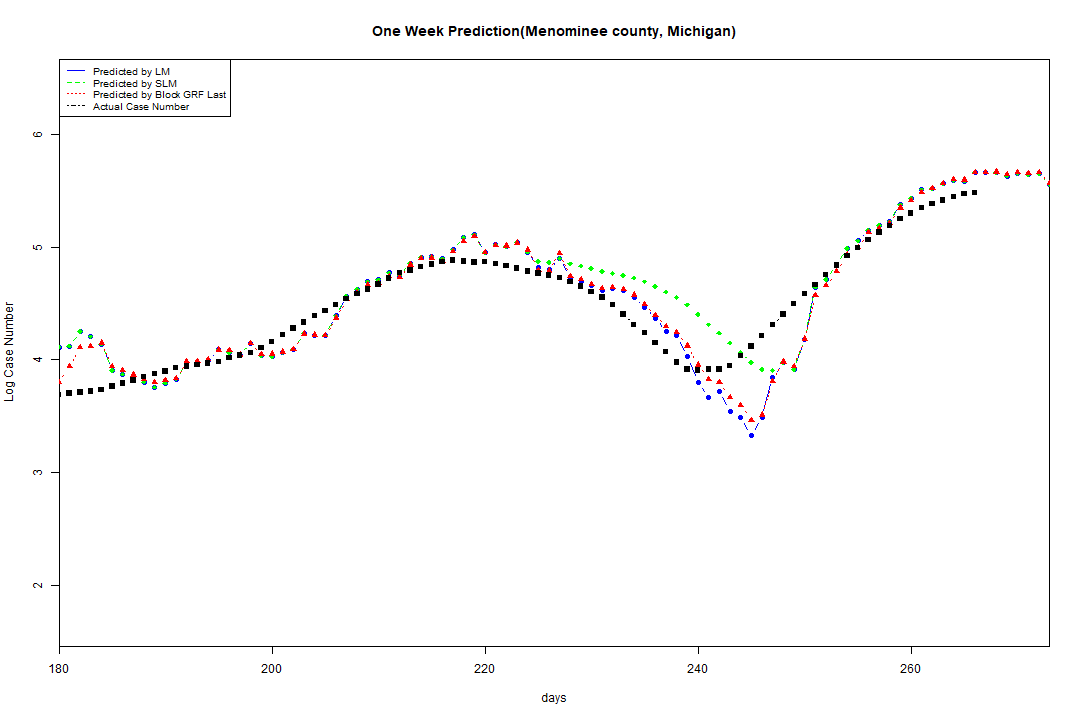 One Week Prediction(Menominee county, Michigan)
Predicted by LM
Predicted by SLM
Predicted by Block GRF Last
Actual Case Number
6
5
4
3
2
Log Case Number
180 200 220 240 260
days